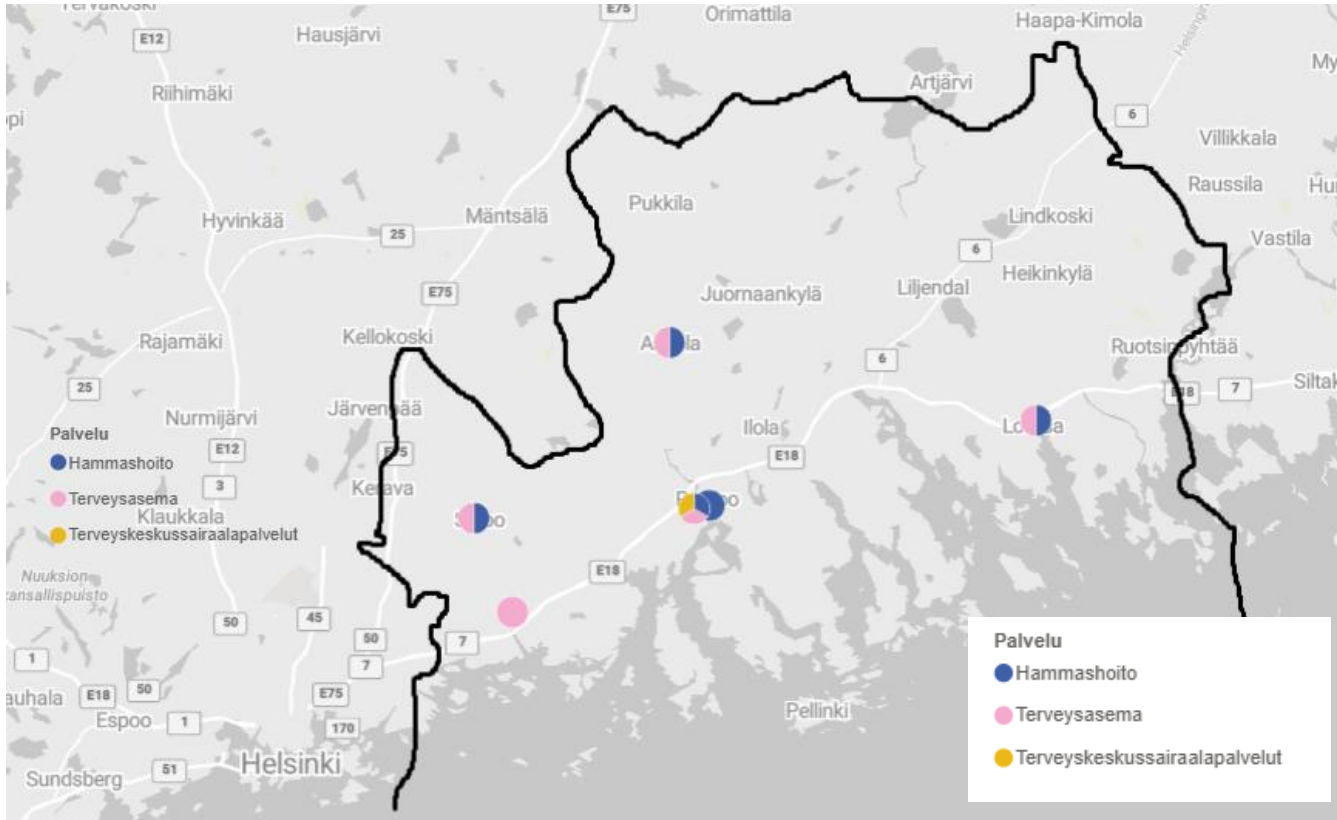 E75
Orimattila
Haapa-Kimola
E12
Hausjärvi
Artjärvi
Riihimäki
6
Villikkala
Raussila
Pukkila
Mäntsälä
Hyvinkää
Lindkoski
25
6
Vastila
Heikinkylä
E75
Juornaankylä
Liljendal
Kellokoski
Rajamäki
Ruotsinpyhtää
6
25
E18
7
Järvenpää
Nurmijärvi
Ilola
Palvelu
E12
E75
E18
Hammashoito
3
Kerava
Terveysasema
Klaukkala
Terveyskeskussairaalapalvelut
Nuuksion
E18
50
45
50
7
7
1
E18
50
E75
Palvelu
Hammashoito
Espoo
1
170
Pellinki
Terveysasema
Helsinki
Sundsberg
51
Terveyskeskussairaalapalvelut